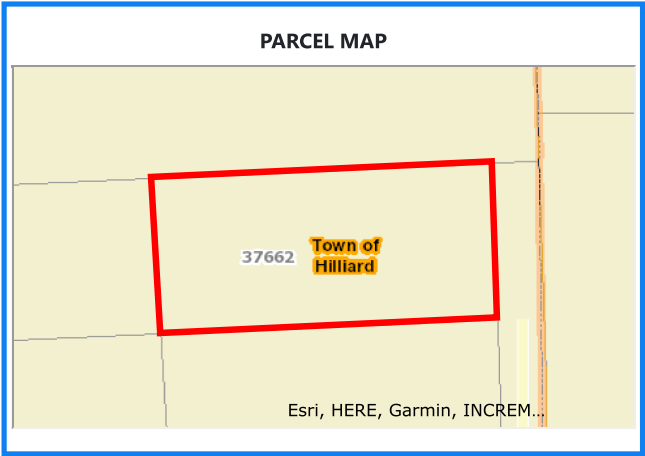 PARCEL MAP
Town of
37662
Hilliard
Esri, HERE, Garmin, INCREM...